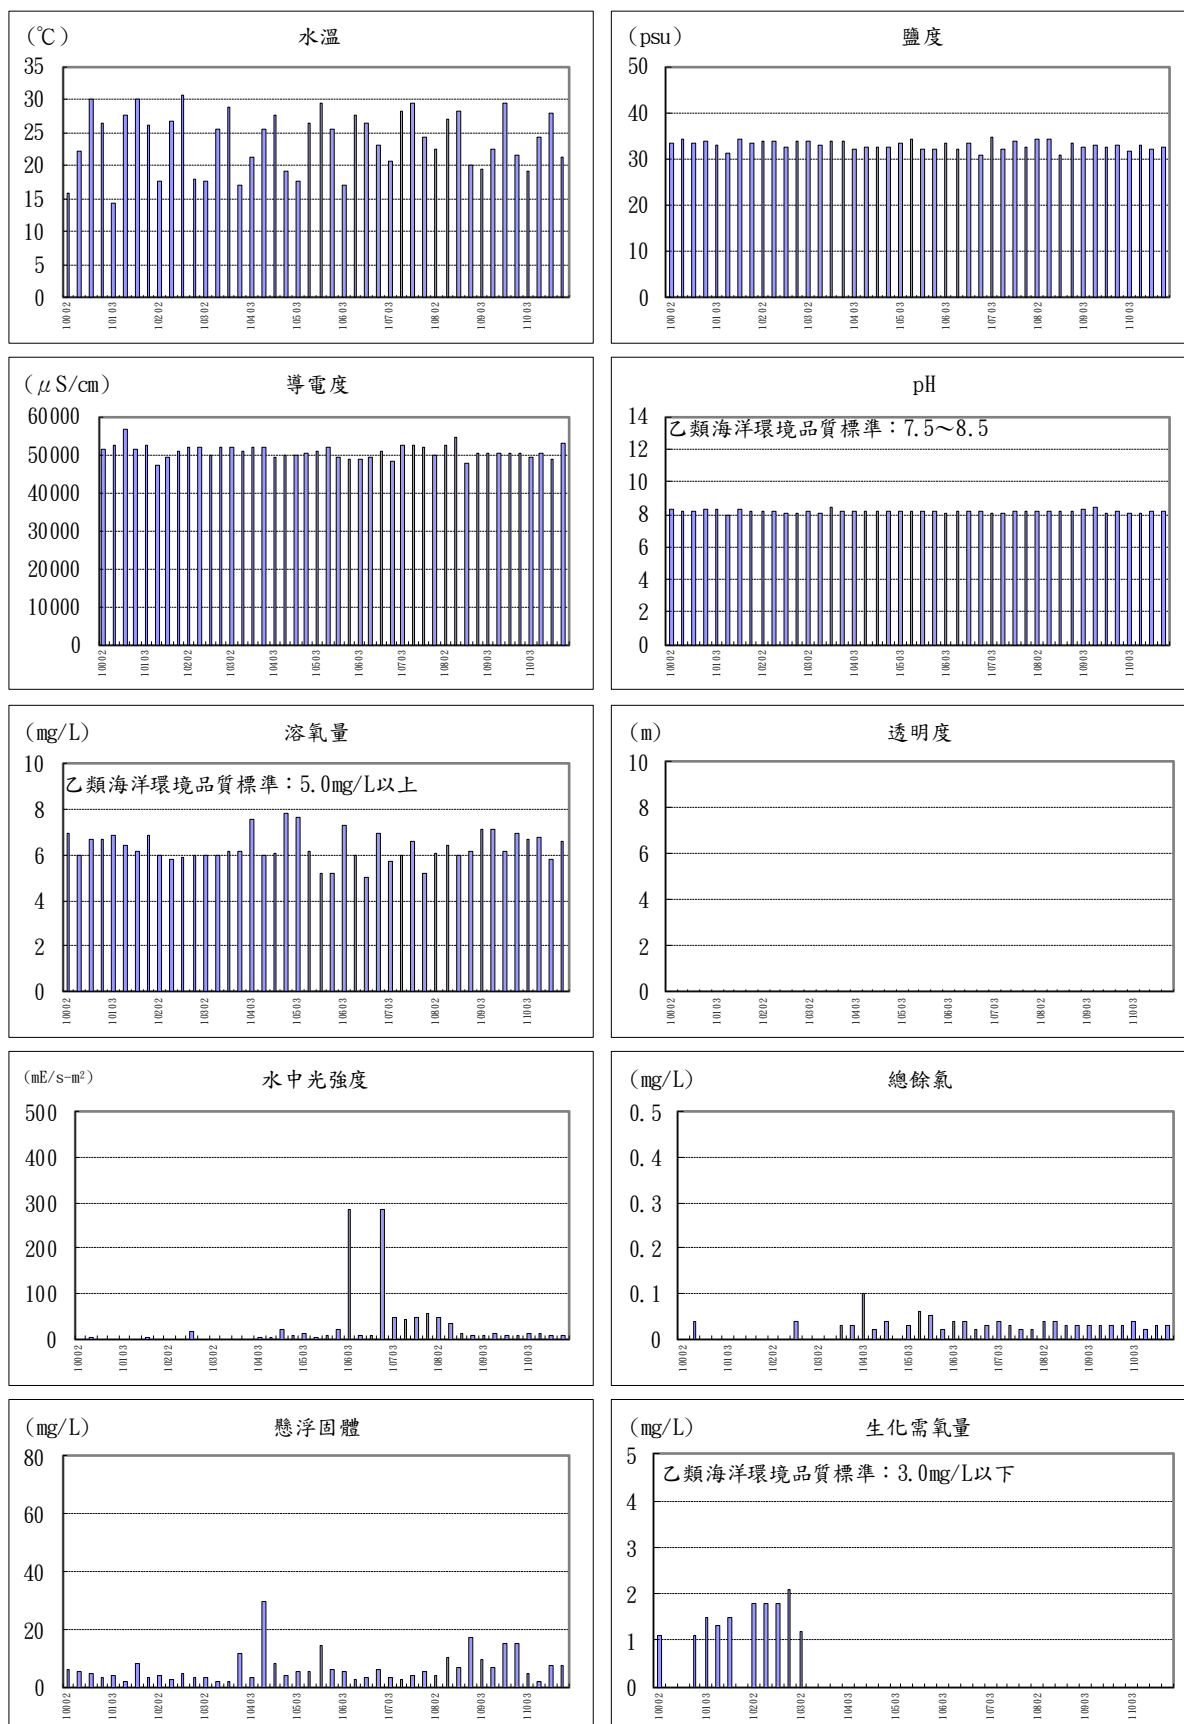 (℃) 水溫
35
30
25
20
15
10
5
0
10002 10103 10202 10302 10403 10503 10603 10703 10802 10903 11003
(psu) 鹽度
50
40
30
20
10
0
10002 10103 10202 10302 10403 10503 10603 10703 10802 10903 11003
(μS/cm) 導電度
60000
50000
40000
30000
20000
10000
0
10002 10103 10202 10302 10403 10503 10603 10703 10802 10903 11003
pH
乙類海洋環境品質標準：7.5～8.5
14
12
10
8
6
4
2
0
10002 10103 10202 10302 10403 10503 10603 10703 10802 10903 11003
(mg/L) 溶氧量
乙類海洋環境品質標準：5.0mg/L以上
10
8
6
4
2
0
10002 10103 10202 10302 10403 10503 10603 10703 10802 10903 11003
(m) 透明度
10
8
6
4
2
0
10002 10103 10202 10302 10403 10503 10603 10703 10802 10903 11003
(mE/s-m²) 水中光強度
500
400
300
200
100
0
10002 10103 10202 10302 10403 10503 10603 10703 10802 10903 11003
(mg/L) 總餘氯
0.5
0.4
0.3
0.2
0.1
0
10002 10103 10202 10302 10403 10503 10603 10703 10802 10903 11003
(mg/L) 懸浮固體
80
60
40
20
0
10002 10103 10202 10302 10403 10503 10603 10703 10802 10903 11003
(mg/L) 生化需氧量
乙類海洋環境品質標準：3.0mg/L以下
5
4
3
2
1
0
10002 10103 10202 10302 10403 10503 10603 10703 10802 10903 11003